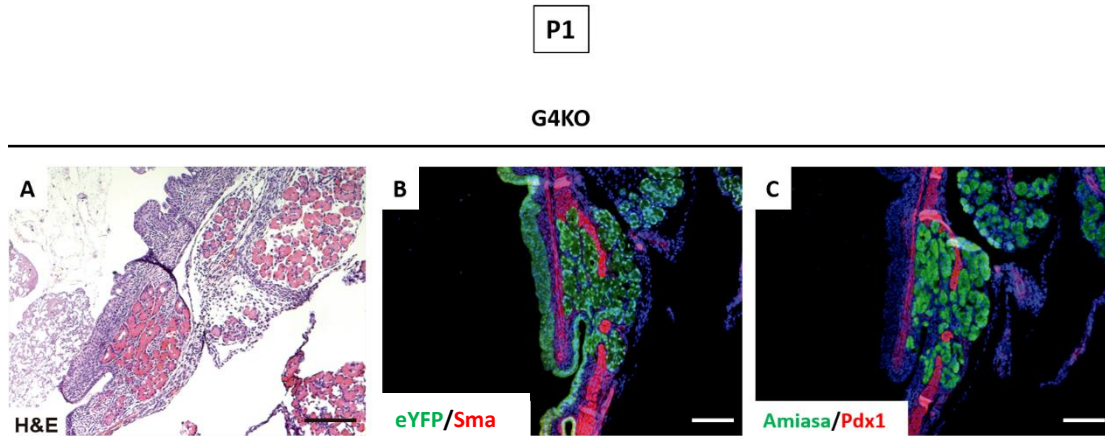 P1
G4KO
A
B
C
H&E
eYFP/Sma
Amiasa/Pdx1